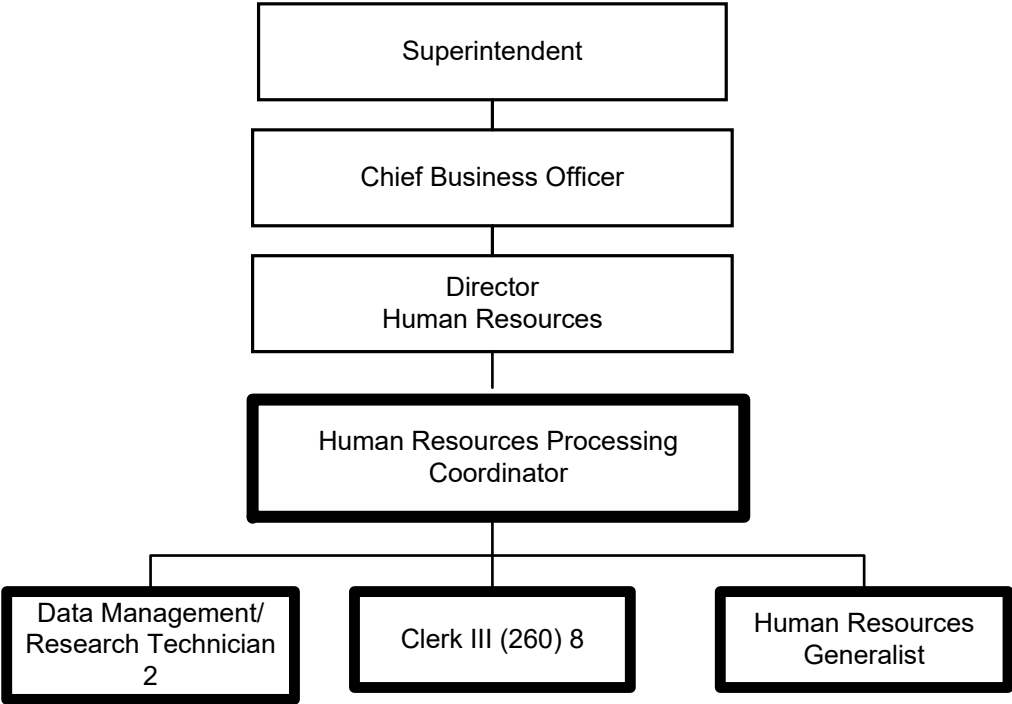 Superintendent
Chief Business Officer
Director
Human Resources
Human Resources Processing
Coordinator
Data Management/
Research Technician
2
Clerk III (260) 8
Human Resources
Generalist